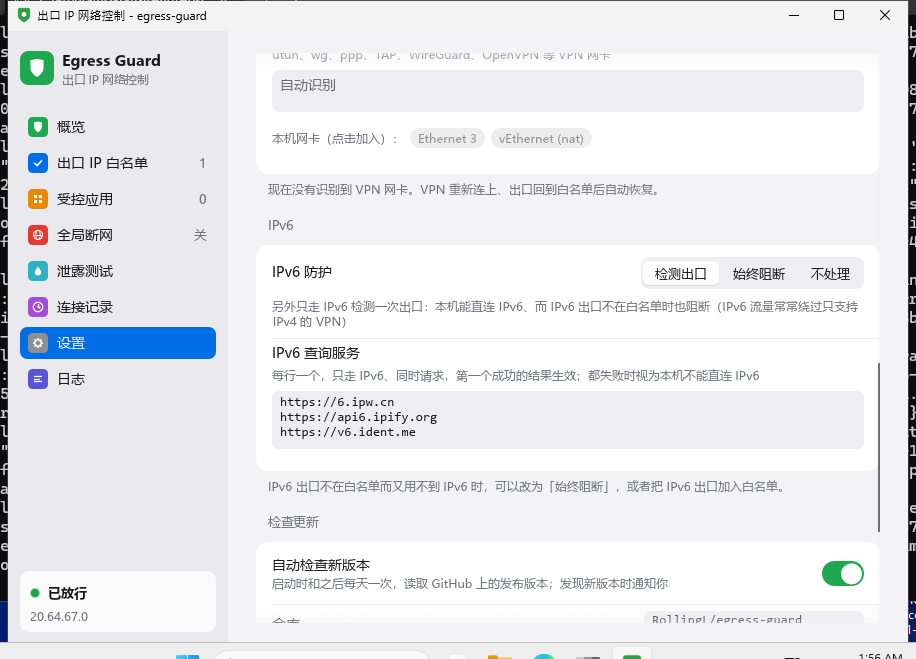 出口 IP 网络控制 - egress-guard
Egress Guard
出口 IP 网络控制
概览
出口 IP 白名单 1
受控应用 0
全局断网 关
泄露测试
连接记录
设置
日志
已放行
20.64.67.0
utun、wg、ppp、TAP、WireGuard、OpenVPN 等 VPN 网卡
自动识别
本机网卡（点击加入）： Ethernet 3 vEthernet (nat)
现在没有识别到 VPN 网卡。VPN 重新连上、出口回到白名单后自动恢复。
IPv6
IPv6 防护 检测出口 始终阻断 不处理
另外只走 IPv6 检测一次出口：本机能直连 IPv6、而 IPv6 出口不在白名单时也阻断（IPv6 流量常常绕过只支持
IPv4 的 VPN）
IPv6 查询服务
每行一个，只走 IPv6、同时请求，第一个成功的结果生效；都失败时视为本机不能直连 IPv6
https://6.ipw.cn
https://api6.ipify.org
https://v6.ident.me
IPv6 出口不在白名单而又用不到 IPv6 时，可以改为「始终阻断」，或者把 IPv6 出口加入白名单。
检查更新
自动检查新版本
启动时和之后每天一次，读取 GitHub 上的发布版本；发现新版本时通知你
仓库 RollingL/egress-guard
1:56 AM